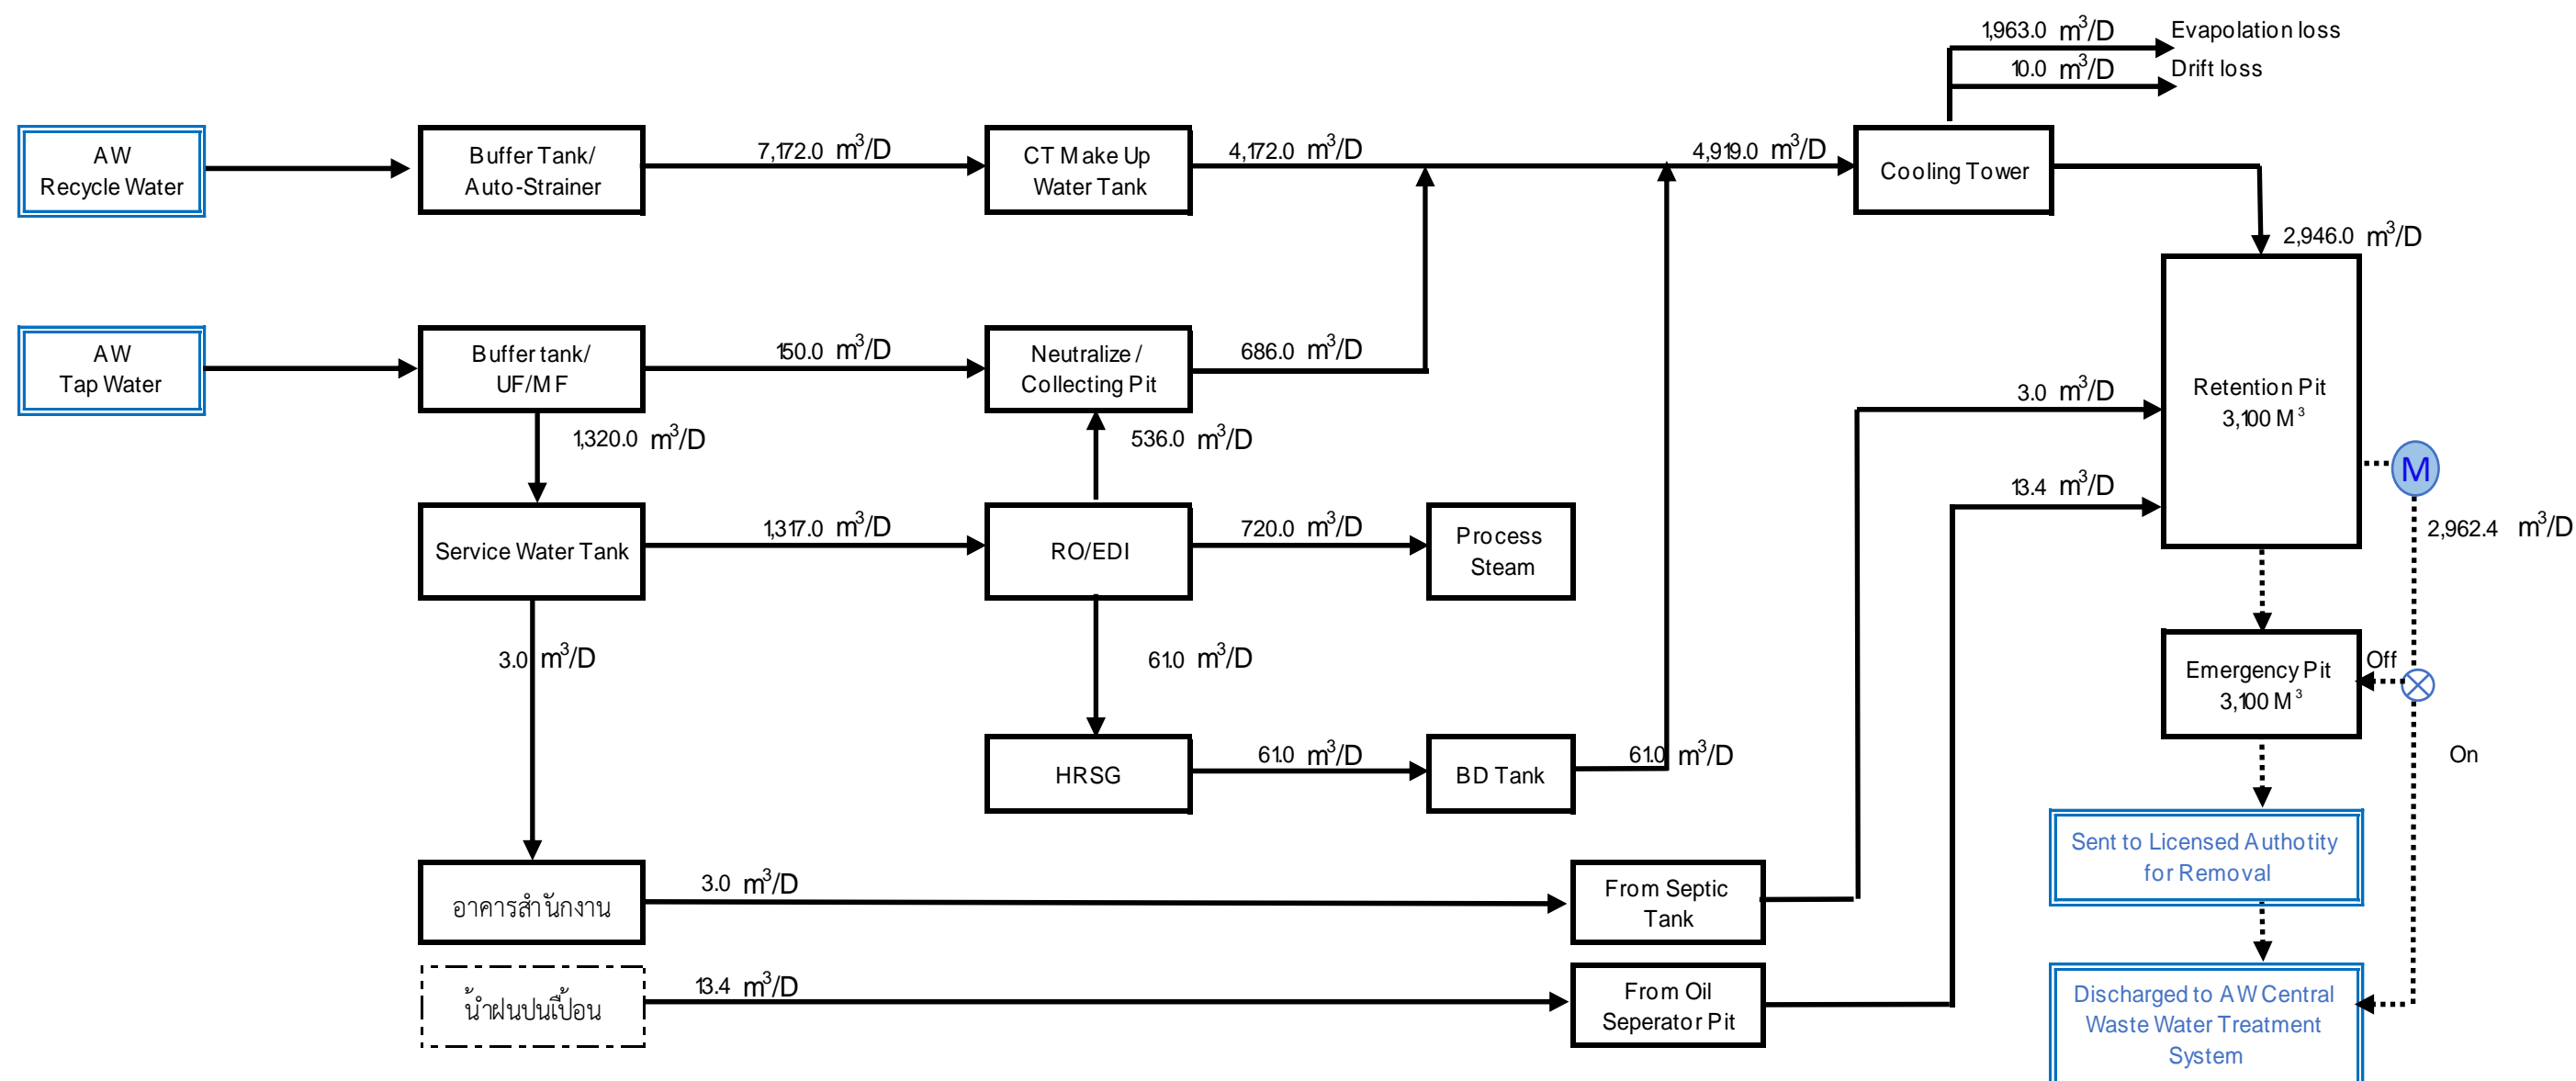 1,963.0 m³/D
Evapolation loss
10.0 m³/D
Drift loss
AW
Recycle Water
Buffer Tank/
Auto-Strainer
7,172.0 m³/D
CT Make Up
Water Tank
4,172.0 m³/D
4,919.0 m³/D
Cooling Tower
2,946.0 m³/D
AW
Tap Water
Buffer tank/
UF/MF
150.0 m³/D
Neutralize /
Collecting Pit
686.0 m³/D
3.0 m³/D
Retention Pit
3,100 M³
1,320.0 m³/D
536.0 m³/D
M
13.4 m³/D
2,962.4 m³/D
Service Water Tank
1,317.0 m³/D
RO/EDI
720.0 m³/D
Process
Steam
3.0 m³/D
61.0 m³/D
Emergency Pit
3,100 M³
Off
On
HRSG
61.0 m³/D
BD Tank
61.0 m³/D
Sent to Licensed Authotity
for Removal
อาคารสำนักงาน
3.0 m³/D
From Septic
Tank
น้ำฝนปนเปื้อน
13.4 m³/D
From Oil
Seperator Pit
Discharged to AW Central
Waste Water Treatment
System